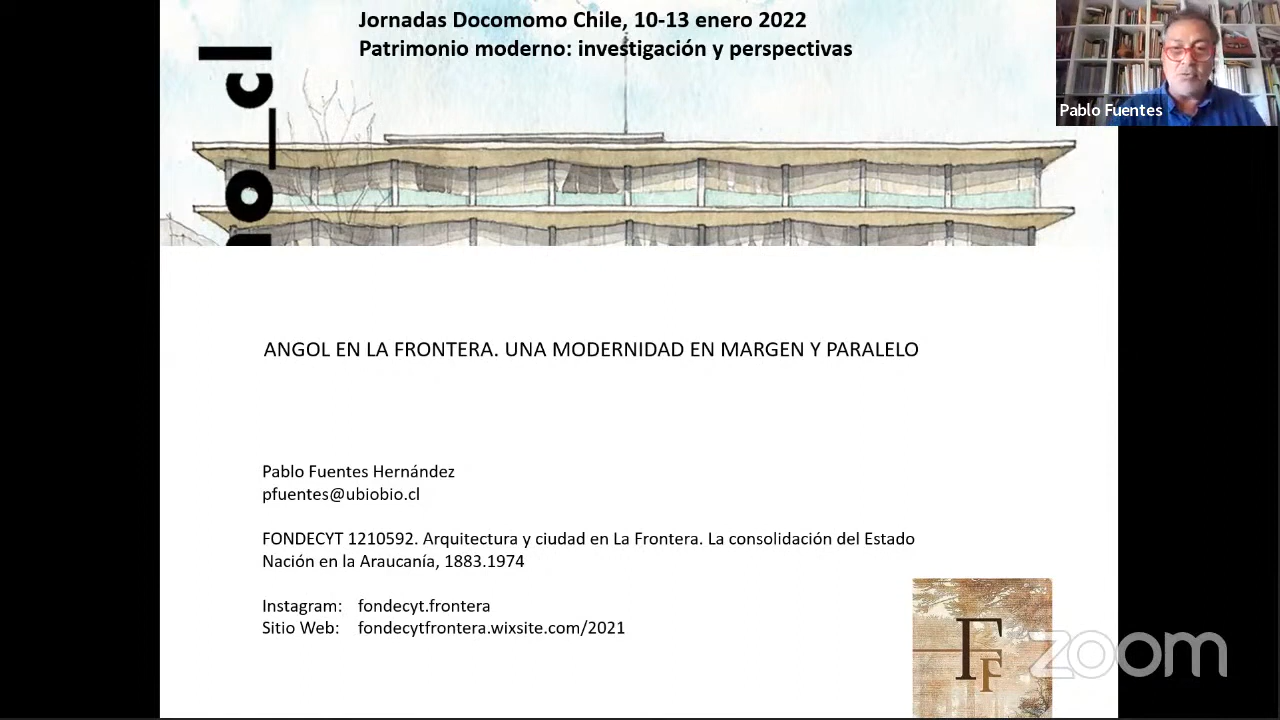 Jornadas Docomomo Chile, 10-13 enero 2022
Patrimonio moderno: investigación y perspectivas
o_cl
Pablo Fuentes
ANGOL EN LA FRONTERA. UNA MODERNIDAD EN MARGEN Y PARALELO
Pablo Fuentes Hernández
pfuentes@ubiobio.cl
FONDECYT 1210592. Arquitectura y ciudad en La Frontera. La consolidación del Estado
Nación en la Araucanía, 1883.1974
Instagram: fondecyt.frontera
Sitio Web: fondecytfrontera.wixsite.com/2021
FF
zoom